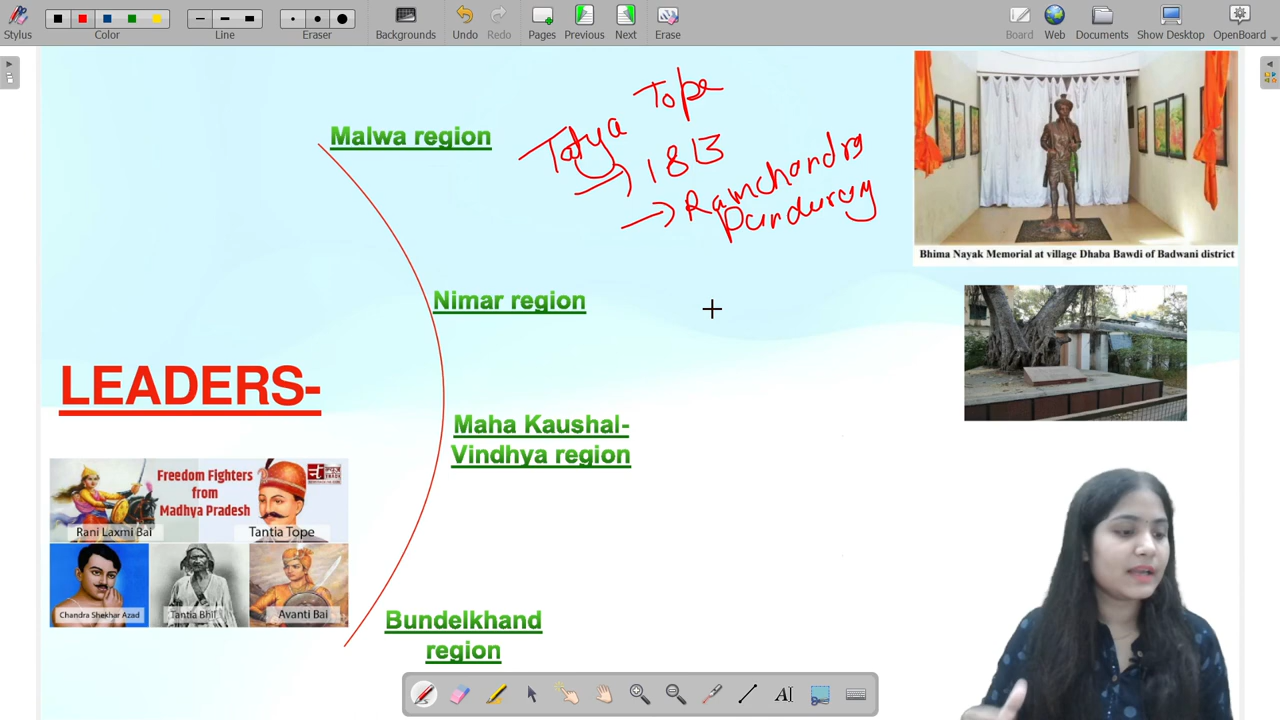 Stylus
Color
Line
Eraser
Backgrounds
Undo
Redo
Pages
Previous
Next
Erase
Board
Web
Documents
Show Desktop
OpenBoard
Tatya Tope
→ 1813
→ Ramchandra
Pandurang
Malwa region
Bhima Nayak Memorial at village Dhaba Bawdi of Badwani district
Nimar region
LEADERS-
Maha Kaushal-
Vindhya region
Freedom Fighters
from
Madhya Pradesh
Rani Laxmi Bai
Tantia Tope
Chandra Shekhar Azad
Tantia Bhil
Avanti Bai
Bundelkhand
region
AI